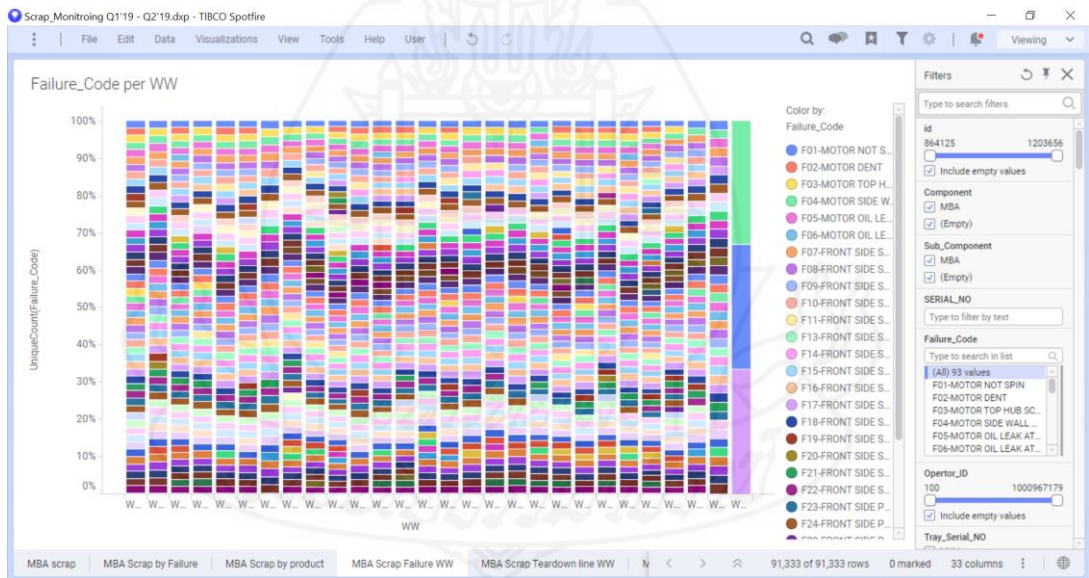 Scrap_Monitroing Q1'19 - Q2'19.dxp - TIBCO Spotfire
File Edit Data Visualizations View Tools Help User Viewing
Failure_Code per WW
100%
90%
80%
70%
60%
50%
40%
30%
20%
10%
0%
UniqueCount(Failure_Code)
W... W... W... W... W... W... W... W... W... W... W... W... W... W... W... W... W... W... W... W... W... W... W... W... W... W... W... W...
WW
Color by:
Failure_Code
F01-MOTOR NOT S...
F02-MOTOR DENT
F03-MOTOR TOP H...
F04-MOTOR SIDE W...
F05-MOTOR OIL LE...
F06-MOTOR OIL LE...
F07-FRONT SIDE S...
F08-FRONT SIDE S...
F09-FRONT SIDE S...
F10-FRONT SIDE S...
F11-FRONT SIDE S...
F13-FRONT SIDE S...
F14-FRONT SIDE S...
F15-FRONT SIDE S...
F16-FRONT SIDE S...
F17-FRONT SIDE S...
F18-FRONT SIDE S...
F19-FRONT SIDE S...
F20-FRONT SIDE S...
F21-FRONT SIDE S...
F22-FRONT SIDE S...
F23-FRONT SIDE P...
F24-FRONT SIDE P...
Filters
Type to search filters
id
864125 1203656
Include empty values
Component
MBA
(Empty)
Sub_Component
MBA
(Empty)
SERIAL_NO
Type to filter by text
Failure_Code
Type to search in list
(All) 93 values
F01-MOTOR NOT SPIN
F02-MOTOR DENT
F03-MOTOR TOP HUB SC...
F04-MOTOR SIDE WALL ...
F05-MOTOR OIL LEAK AT...
F06-MOTOR OIL LEAK AT...
Opertor_ID
100 1000967179
Include empty values
Tray_Serial_NO
MBA scrap MBA Scrap by Failure MBA Scrap by product MBA Scrap Failure WW MBA Scrap Teardown line WW M 91,333 of 91,333 rows 0 marked 33 columns